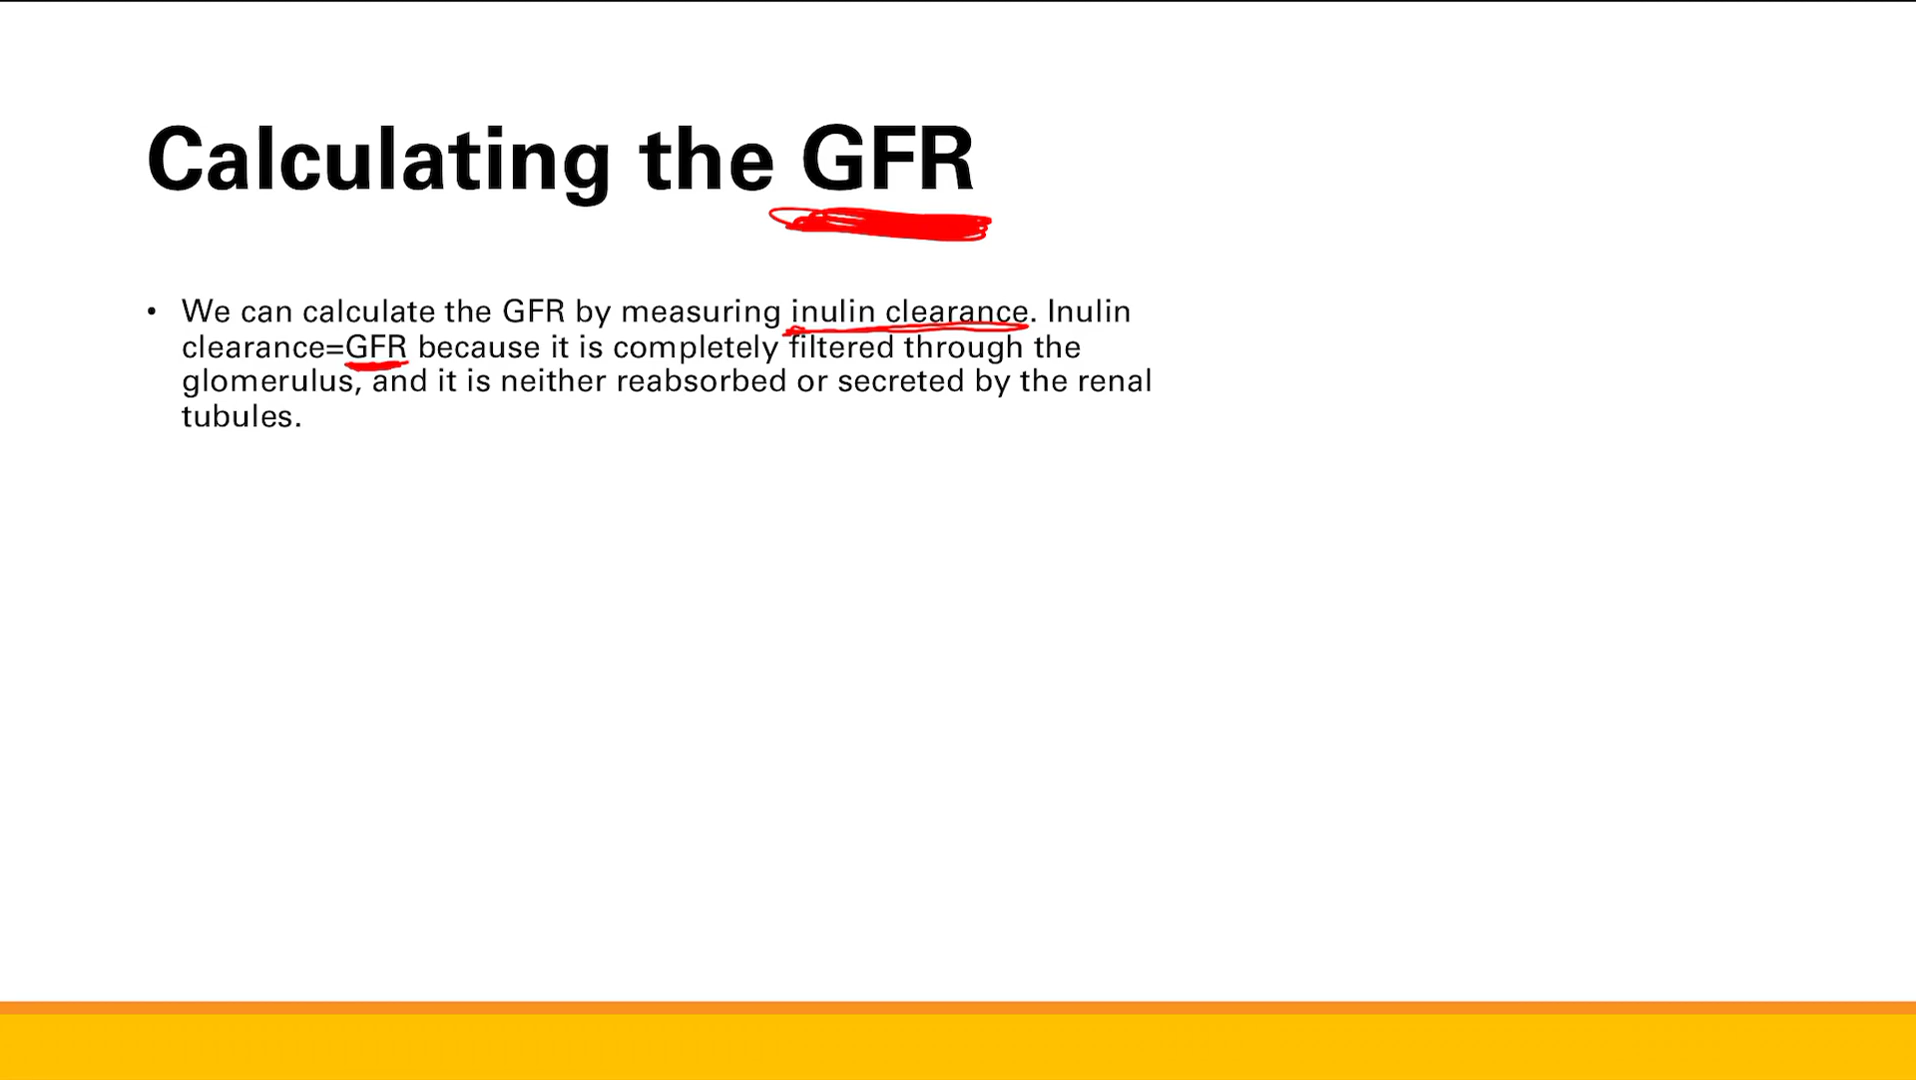 Calculating the GFR
• We can calculate the GFR by measuring inulin clearance. Inulin
clearance=GFR because it is completely filtered through the
glomerulus, and it is neither reabsorbed or secreted by the renal
tubules.